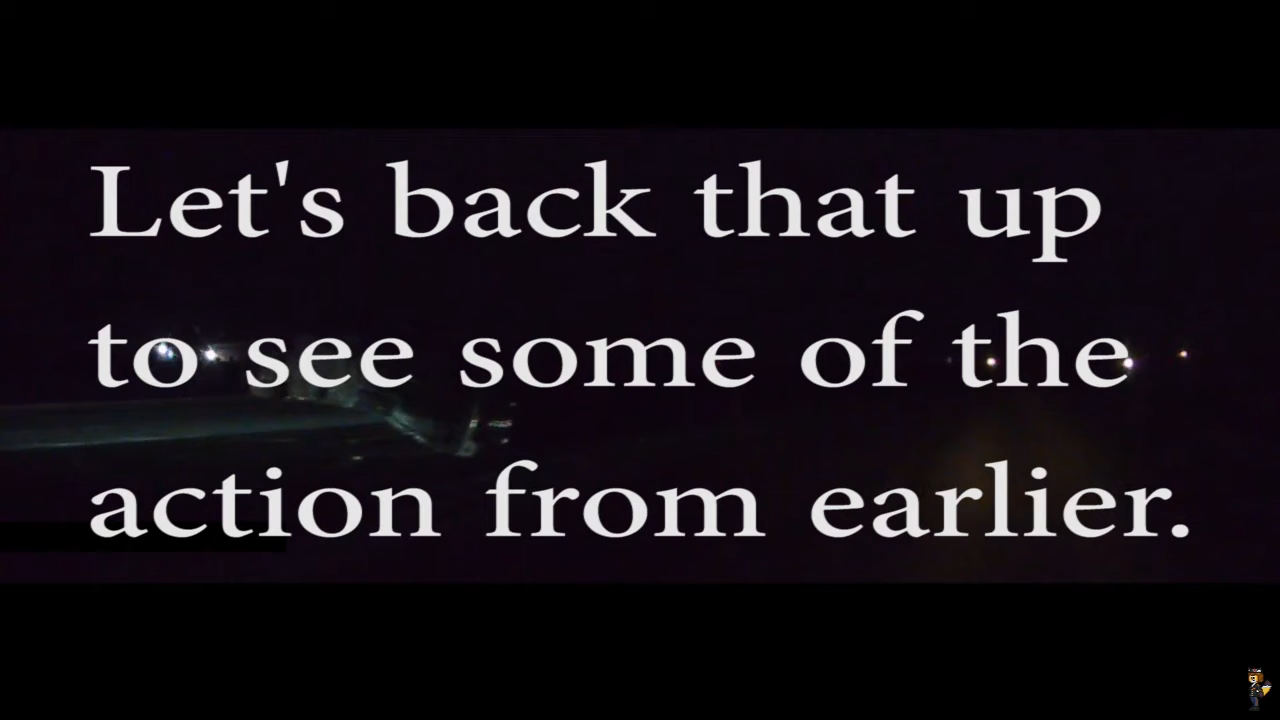 Let's back that up
to see some of the
action from earlier.